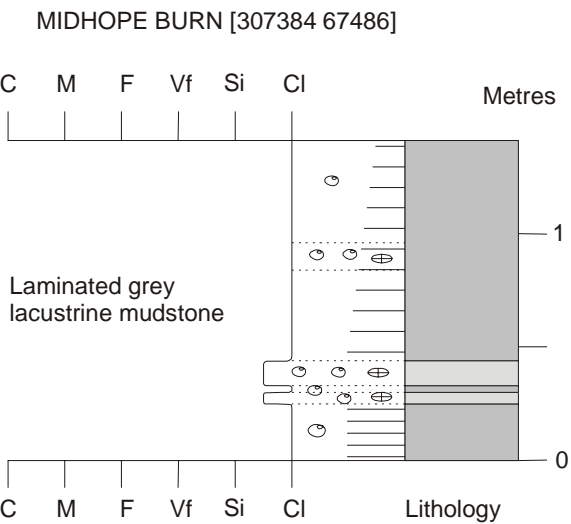 MIDHOPE BURN [307384 67486]
C M F Vf Si Cl
Metres
1
Laminated grey
lacustrine mudstone
0
C M F Vf Si Cl Lithology